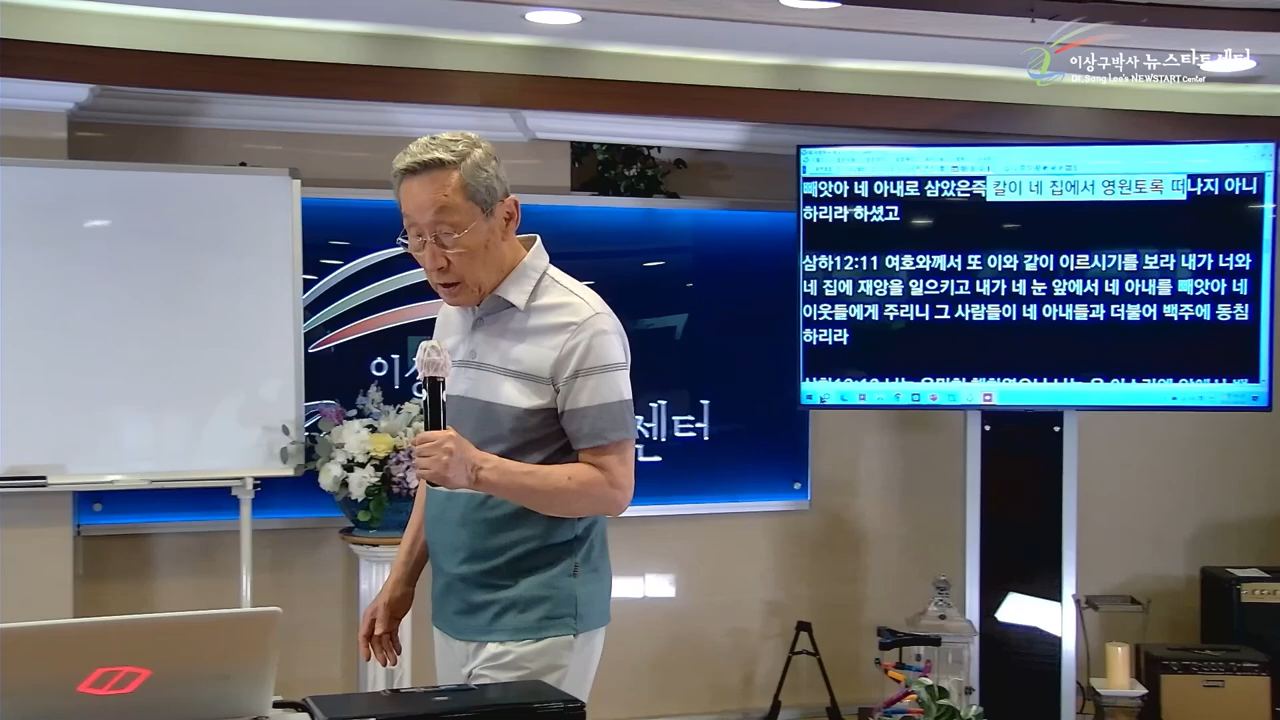 이상구박사 뉴스타트센터
Dr.Sang Lee's NEWSTART Center
빼앗아 네 아내로 삼았은즉 칼이 네 집에서 영원토록 떠나지 아니
하리라 하셨고
삼하12:11 여호와께서 또 이와 같이 이르시기를 보라 내가 너와
네 집에 재앙을 일으키고 내가 네 눈 앞에서 네 아내를 빼앗아 네
이웃들에게 주리니 그 사람들이 네 아내들과 더불어 백주에 동침
하리라
이상
센터